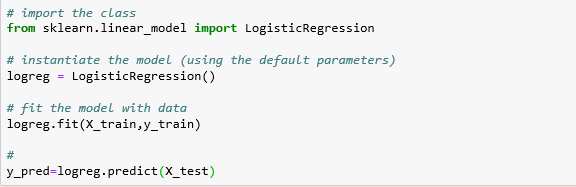 # import the class
from sklearn.linear_model import LogisticRegression
# instantiate the model (using the default parameters)
logreg = LogisticRegression()
# fit the model with data
logreg.fit(X_train,y_train)
#
y_pred=logreg.predict(X_test)